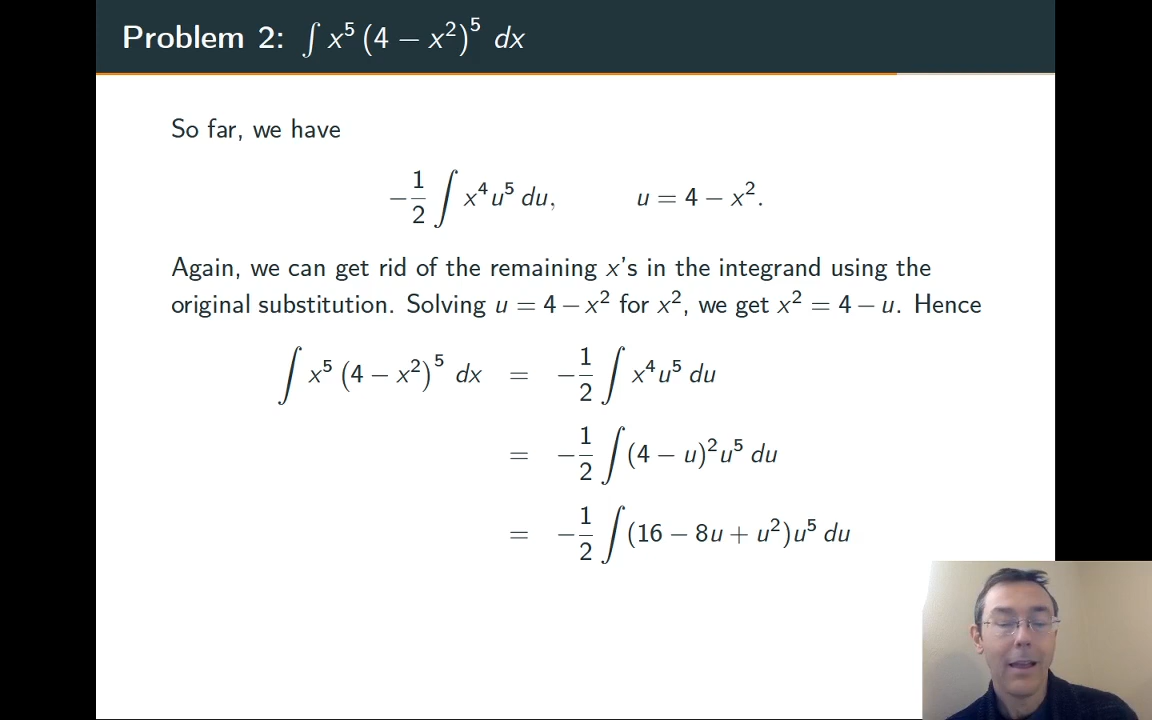 Problem 2: ∫ x⁵ (4 − x²)⁵ dx
So far, we have
−1/2 ∫ x⁴u⁵ du, u = 4 − x².
Again, we can get rid of the remaining x's in the integrand using the
original substitution. Solving u = 4 − x² for x², we get x² = 4 − u. Hence
∫ x⁵ (4 − x²)⁵ dx = −1/2 ∫ x⁴u⁵ du
= −1/2 ∫ (4 − u)²u⁵ du
= −1/2 ∫ (16 − 8u + u²)u⁵ du